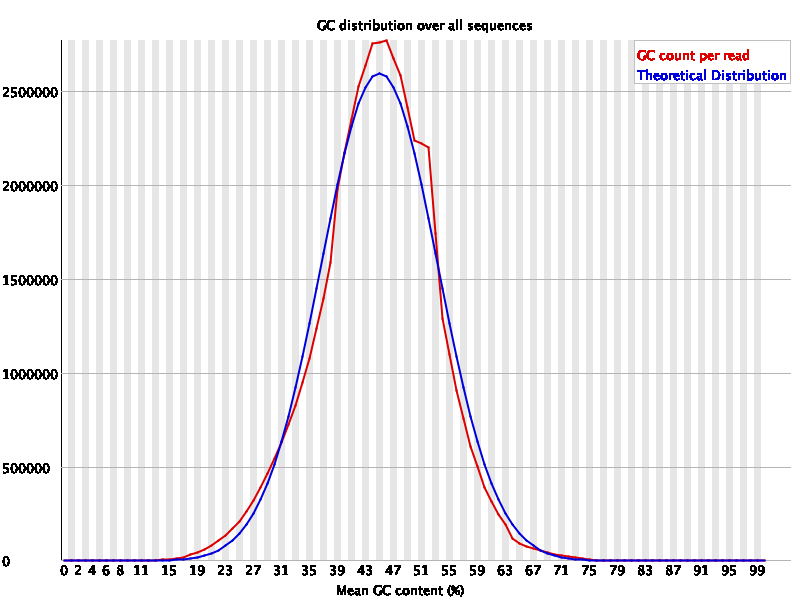 GC distribution over all sequences
GC count per read
Theoretical Distribution
2500000
2000000
1500000
1000000
500000
0
0 2 4 6 8 11 15 19 23 27 31 35 39 43 47 51 55 59 63 67 71 75 79 83 87 91 95 99
Mean GC content (%)